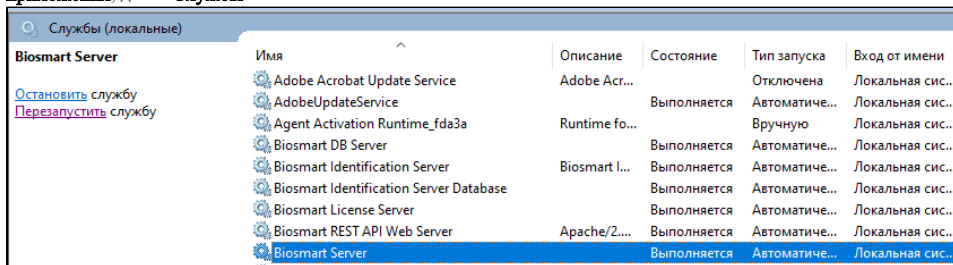 Службы (локальные)
Biosmart Server
Остановить службу
Перезапустить службу
Имя Описание Состояние Тип запуска Вход от имени
Adobe Acrobat Update Service Adobe Acr... Отключена Локальная сис...
AdobeUpdateService Выполняется Автоматиче... Локальная сис...
Agent Activation Runtime_fda3a Runtime fo... Вручную Локальная сис...
Biosmart DB Server Выполняется Автоматиче... Локальная сис...
Biosmart Identification Server Biosmart I... Выполняется Автоматиче... Локальная сис...
Biosmart Identification Server Database Выполняется Автоматиче... Локальная сис...
Biosmart License Server Выполняется Автоматиче... Локальная сис...
Biosmart REST API Web Server Apache/2.... Выполняется Автоматиче... Локальная сис...
Biosmart Server Выполняется Автоматиче... Локальная сис...